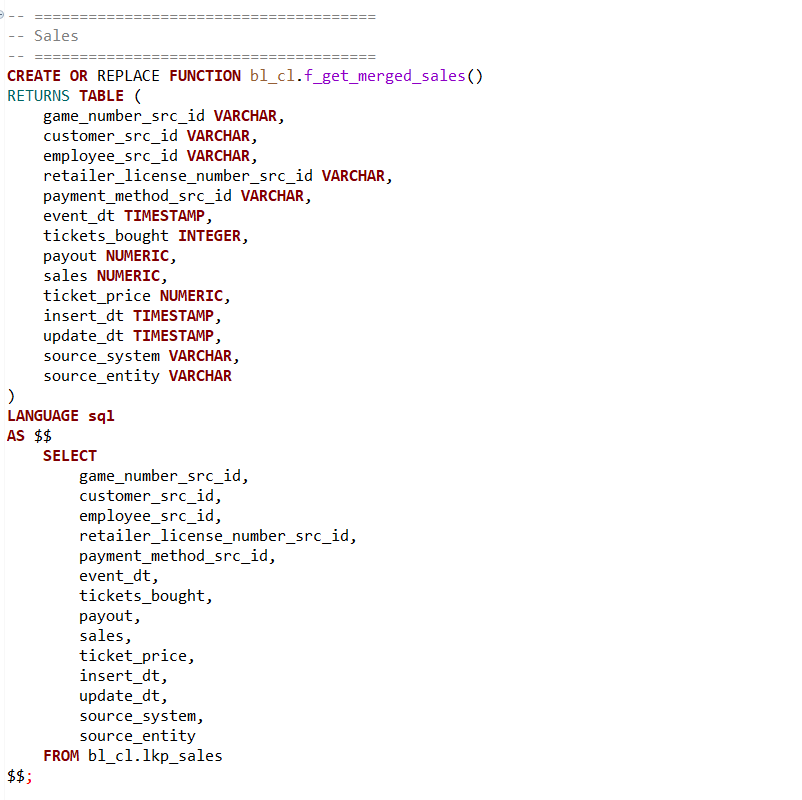 -- ======================================
-- Sales
-- ======================================
CREATE OR REPLACE FUNCTION bl_cl.f_get_merged_sales()
RETURNS TABLE (
    game_number_src_id VARCHAR,
    customer_src_id VARCHAR,
    employee_src_id VARCHAR,
    retailer_license_number_src_id VARCHAR,
    payment_method_src_id VARCHAR,
    event_dt TIMESTAMP,
    tickets_bought INTEGER,
    payout NUMERIC,
    sales NUMERIC,
    ticket_price NUMERIC,
    insert_dt TIMESTAMP,
    update_dt TIMESTAMP,
    source_system VARCHAR,
    source_entity VARCHAR
)
LANGUAGE sql
AS $$
    SELECT
        game_number_src_id,
        customer_src_id,
        employee_src_id,
        retailer_license_number_src_id,
        payment_method_src_id,
        event_dt,
        tickets_bought,
        payout,
        sales,
        ticket_price,
        insert_dt,
        update_dt,
        source_system,
        source_entity
    FROM bl_cl.lkp_sales
$$;